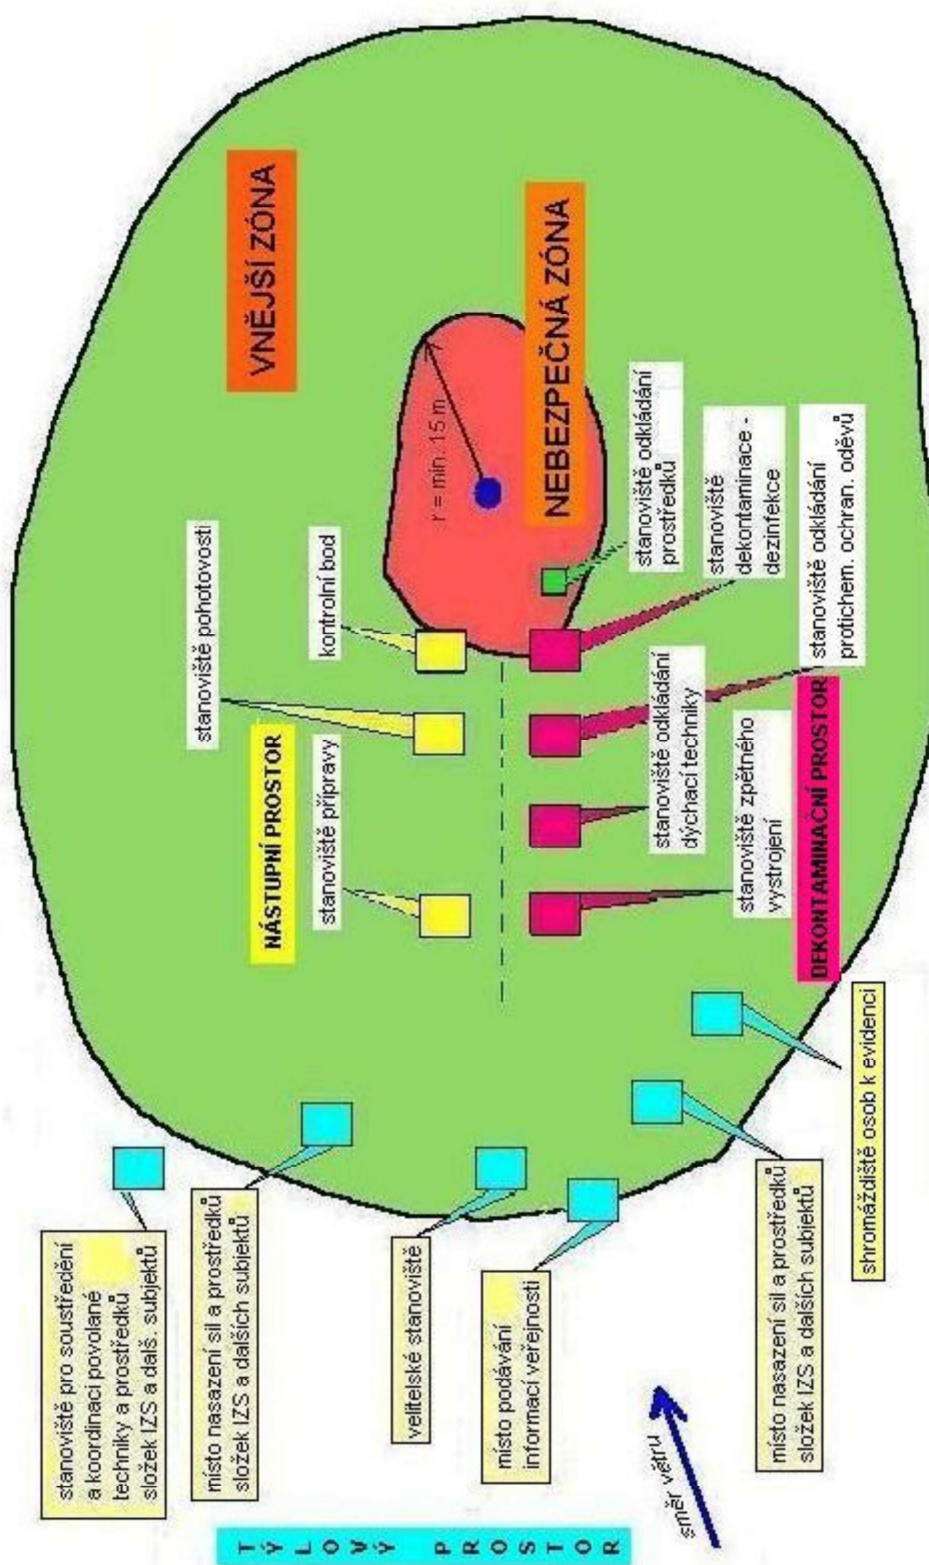 VNĚJŠÍ ZÓNA
NEBEZPEČNÁ ZÓNA
r = min. 15 m
stanoviště pohotovosti
kontrolní bod
NÁSTUPNÍ PROSTOR
stanoviště přípravy
stanoviště odkládání
prostředků
stanoviště
dekontaminace -
dezinfekce
stanoviště odkládání
protichem. ochran. oděvů
stanoviště odkládání
dýchací techniky
stanoviště zpětného
vystrojení
DEKONTAMINAČNÍ PROSTOR
stanoviště pro soustředění
a koordinaci povolané
techniky a prostředků
složek IZS a dalš. subjektů
místo nasazení sil a prostředků
složek IZS a dalších subjektů
velitelské stanoviště
místo podávání
informací veřejnosti
místo nasazení sil a prostředků
složek IZS a dalších subjektů
shromáždiště osob k evidenci
směr větru
TÝLOVÝ PROSTOR